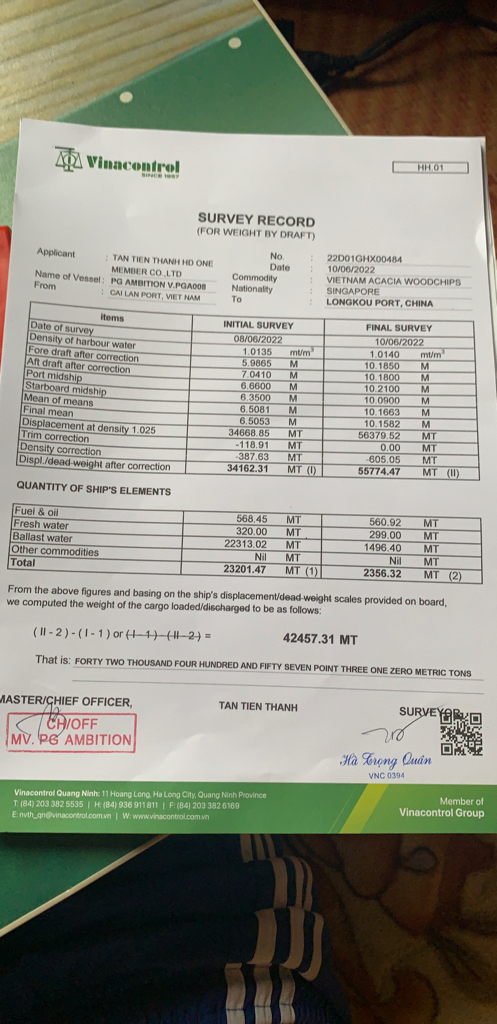 Vinacontrol
SINCE 1957
HH.01
SURVEY RECORD
(FOR WEIGHT BY DRAFT)
Applicant : TAN TIEN THANH HD ONE MEMBER CO.,LTD
No. : 22D01GHX00484
Date : 10/06/2022
Name of Vessel : PG AMBITION V.PGA008
Commodity : VIETNAM ACACIA WOODCHIPS
From : CAI LAN PORT, VIET NAM
Nationality : SINGAPORE
To : LONGKOU PORT, CHINA
Items INITIAL SURVEY FINAL SURVEY
Date of survey 08/06/2022 10/06/2022
Density of harbour water 1.0135 mt/m³ 1.0140 mt/m³
Fore draft after correction 5.9865 M 10.1850 M
Aft draft after correction 7.0410 M 10.1800 M
Port midship 6.6600 M 10.2100 M
Starboard midship 6.3500 M 10.0900 M
Mean of means 6.5081 M 10.1663 M
Final mean 6.5053 M 10.1582 M
Displacement at density 1.025 34668.85 MT 56379.52 MT
Trim correction -118.91 MT 0.00 MT
Density correction -387.63 MT -605.05 MT
Displ./dead weight after correction 34162.31 MT (I) 55774.47 MT (II)
QUANTITY OF SHIP'S ELEMENTS
Fuel & oil 568.45 MT 560.92 MT
Fresh water 320.00 MT 299.00 MT
Ballast water 22313.02 MT 1496.40 MT
Other commodities Nil MT Nil MT
Total 23201.47 MT (1) 2356.32 MT (2)
From the above figures and basing on the ship's displacement/dead weight scales provided on board,
we computed the weight of the cargo loaded/discharged to be as follows:
( II - 2 ) - ( I - 1 ) or ( I - 1 ) - ( II - 2 ) = 42457.31 MT
That is: FORTY TWO THOUSAND FOUR HUNDRED AND FIFTY SEVEN POINT THREE ONE ZERO METRIC TONS
MASTER/CHIEF OFFICER, TAN TIEN THANH SURVEYOR
CH/OFF
MV. PG AMBITION
Hà Trọng Quân
VNC 0394
Vinacontrol Quang Ninh: 11 Hoang Long, Ha Long City, Quang Ninh Province
T: (84) 203 382 5535 | H: (84) 936 911 811 | F: (84) 203 382 6169
E: nvth_qn@vinacontrol.com.vn | W: www.vinacontrol.com.vn
Member of
Vinacontrol Group